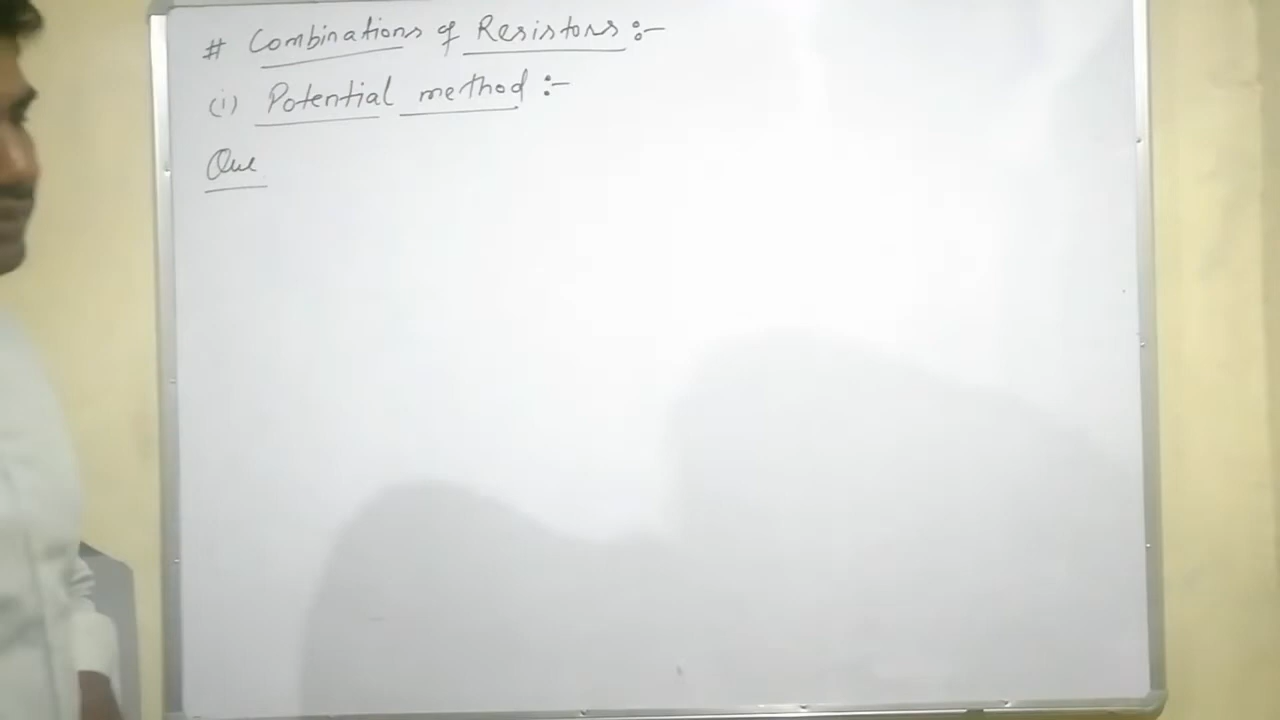 # Combinations of Resistors :-
(i) Potential method :-
Que